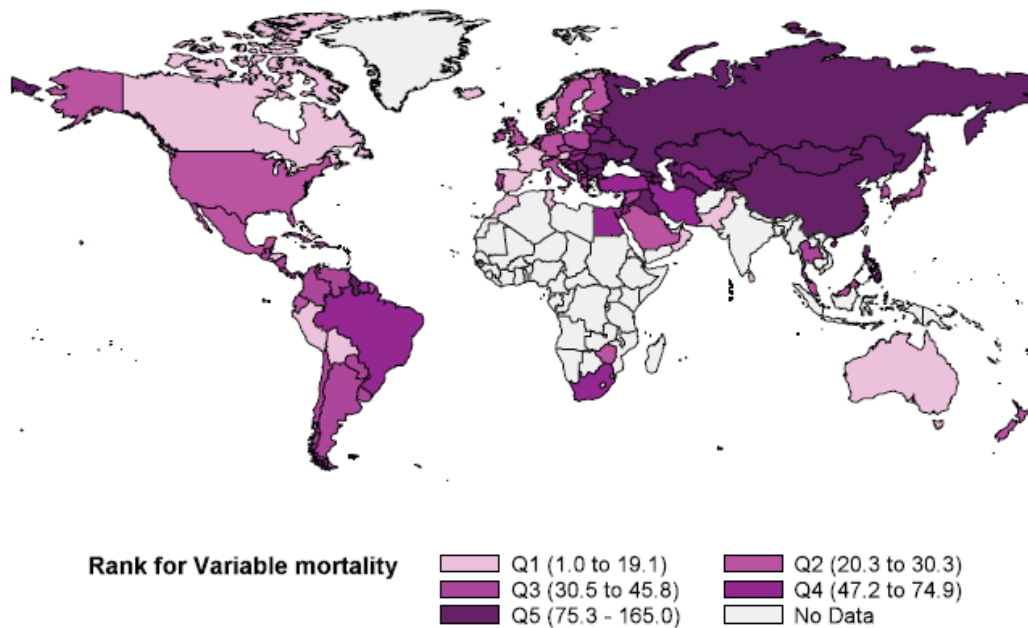 Rank for Variable mortality
Q1 (1.0 to 19.1)
Q2 (20.3 to 30.3)
Q3 (30.5 to 45.8)
Q4 (47.2 to 74.9)
Q5 (75.3 - 165.0)
No Data